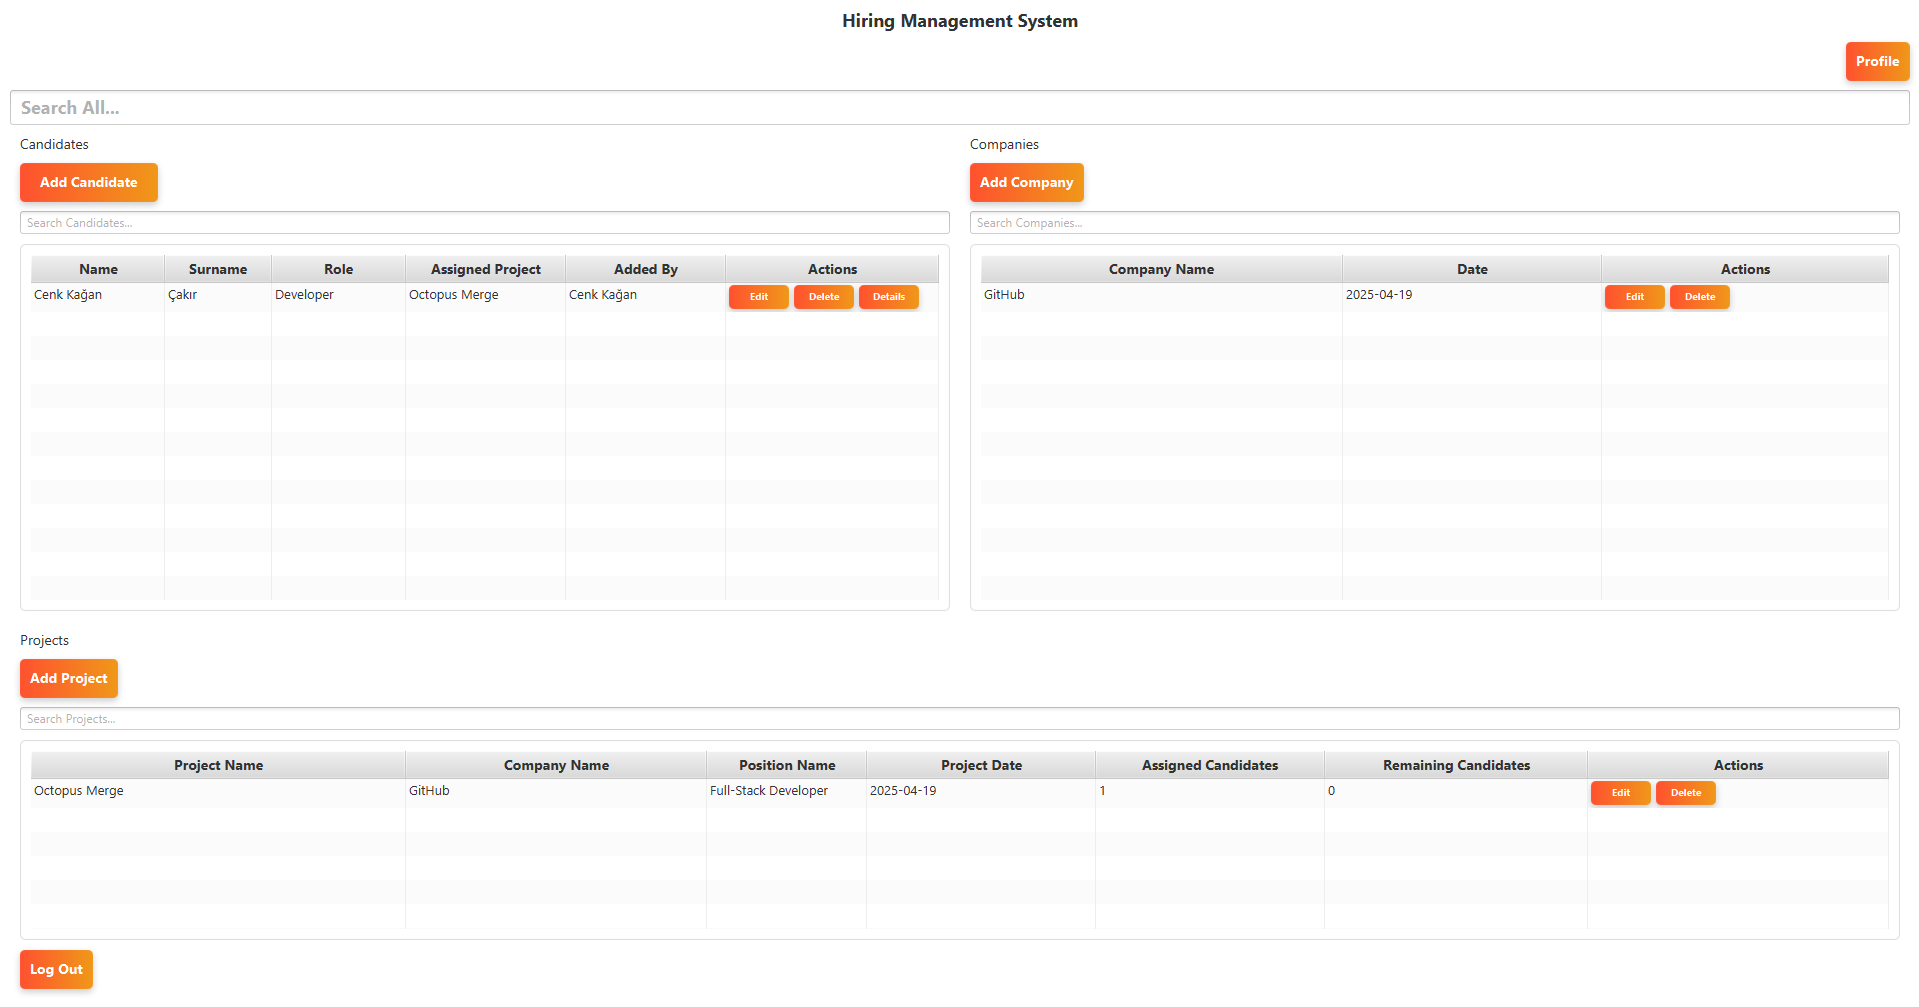 Hiring Management System
Profile
Search All...
Candidates
Add Candidate
Search Candidates...
Name Surname Role Assigned Project Added By Actions
Cenk Kağan Çakır Developer Octopus Merge Cenk Kağan Edit Delete Details
Companies
Add Company
Search Companies...
Company Name Date Actions
GitHub 2025-04-19 Edit Delete
Projects
Add Project
Search Projects...
Project Name Company Name Position Name Project Date Assigned Candidates Remaining Candidates Actions
Octopus Merge GitHub Full-Stack Developer 2025-04-19 1 0 Edit Delete
Log Out